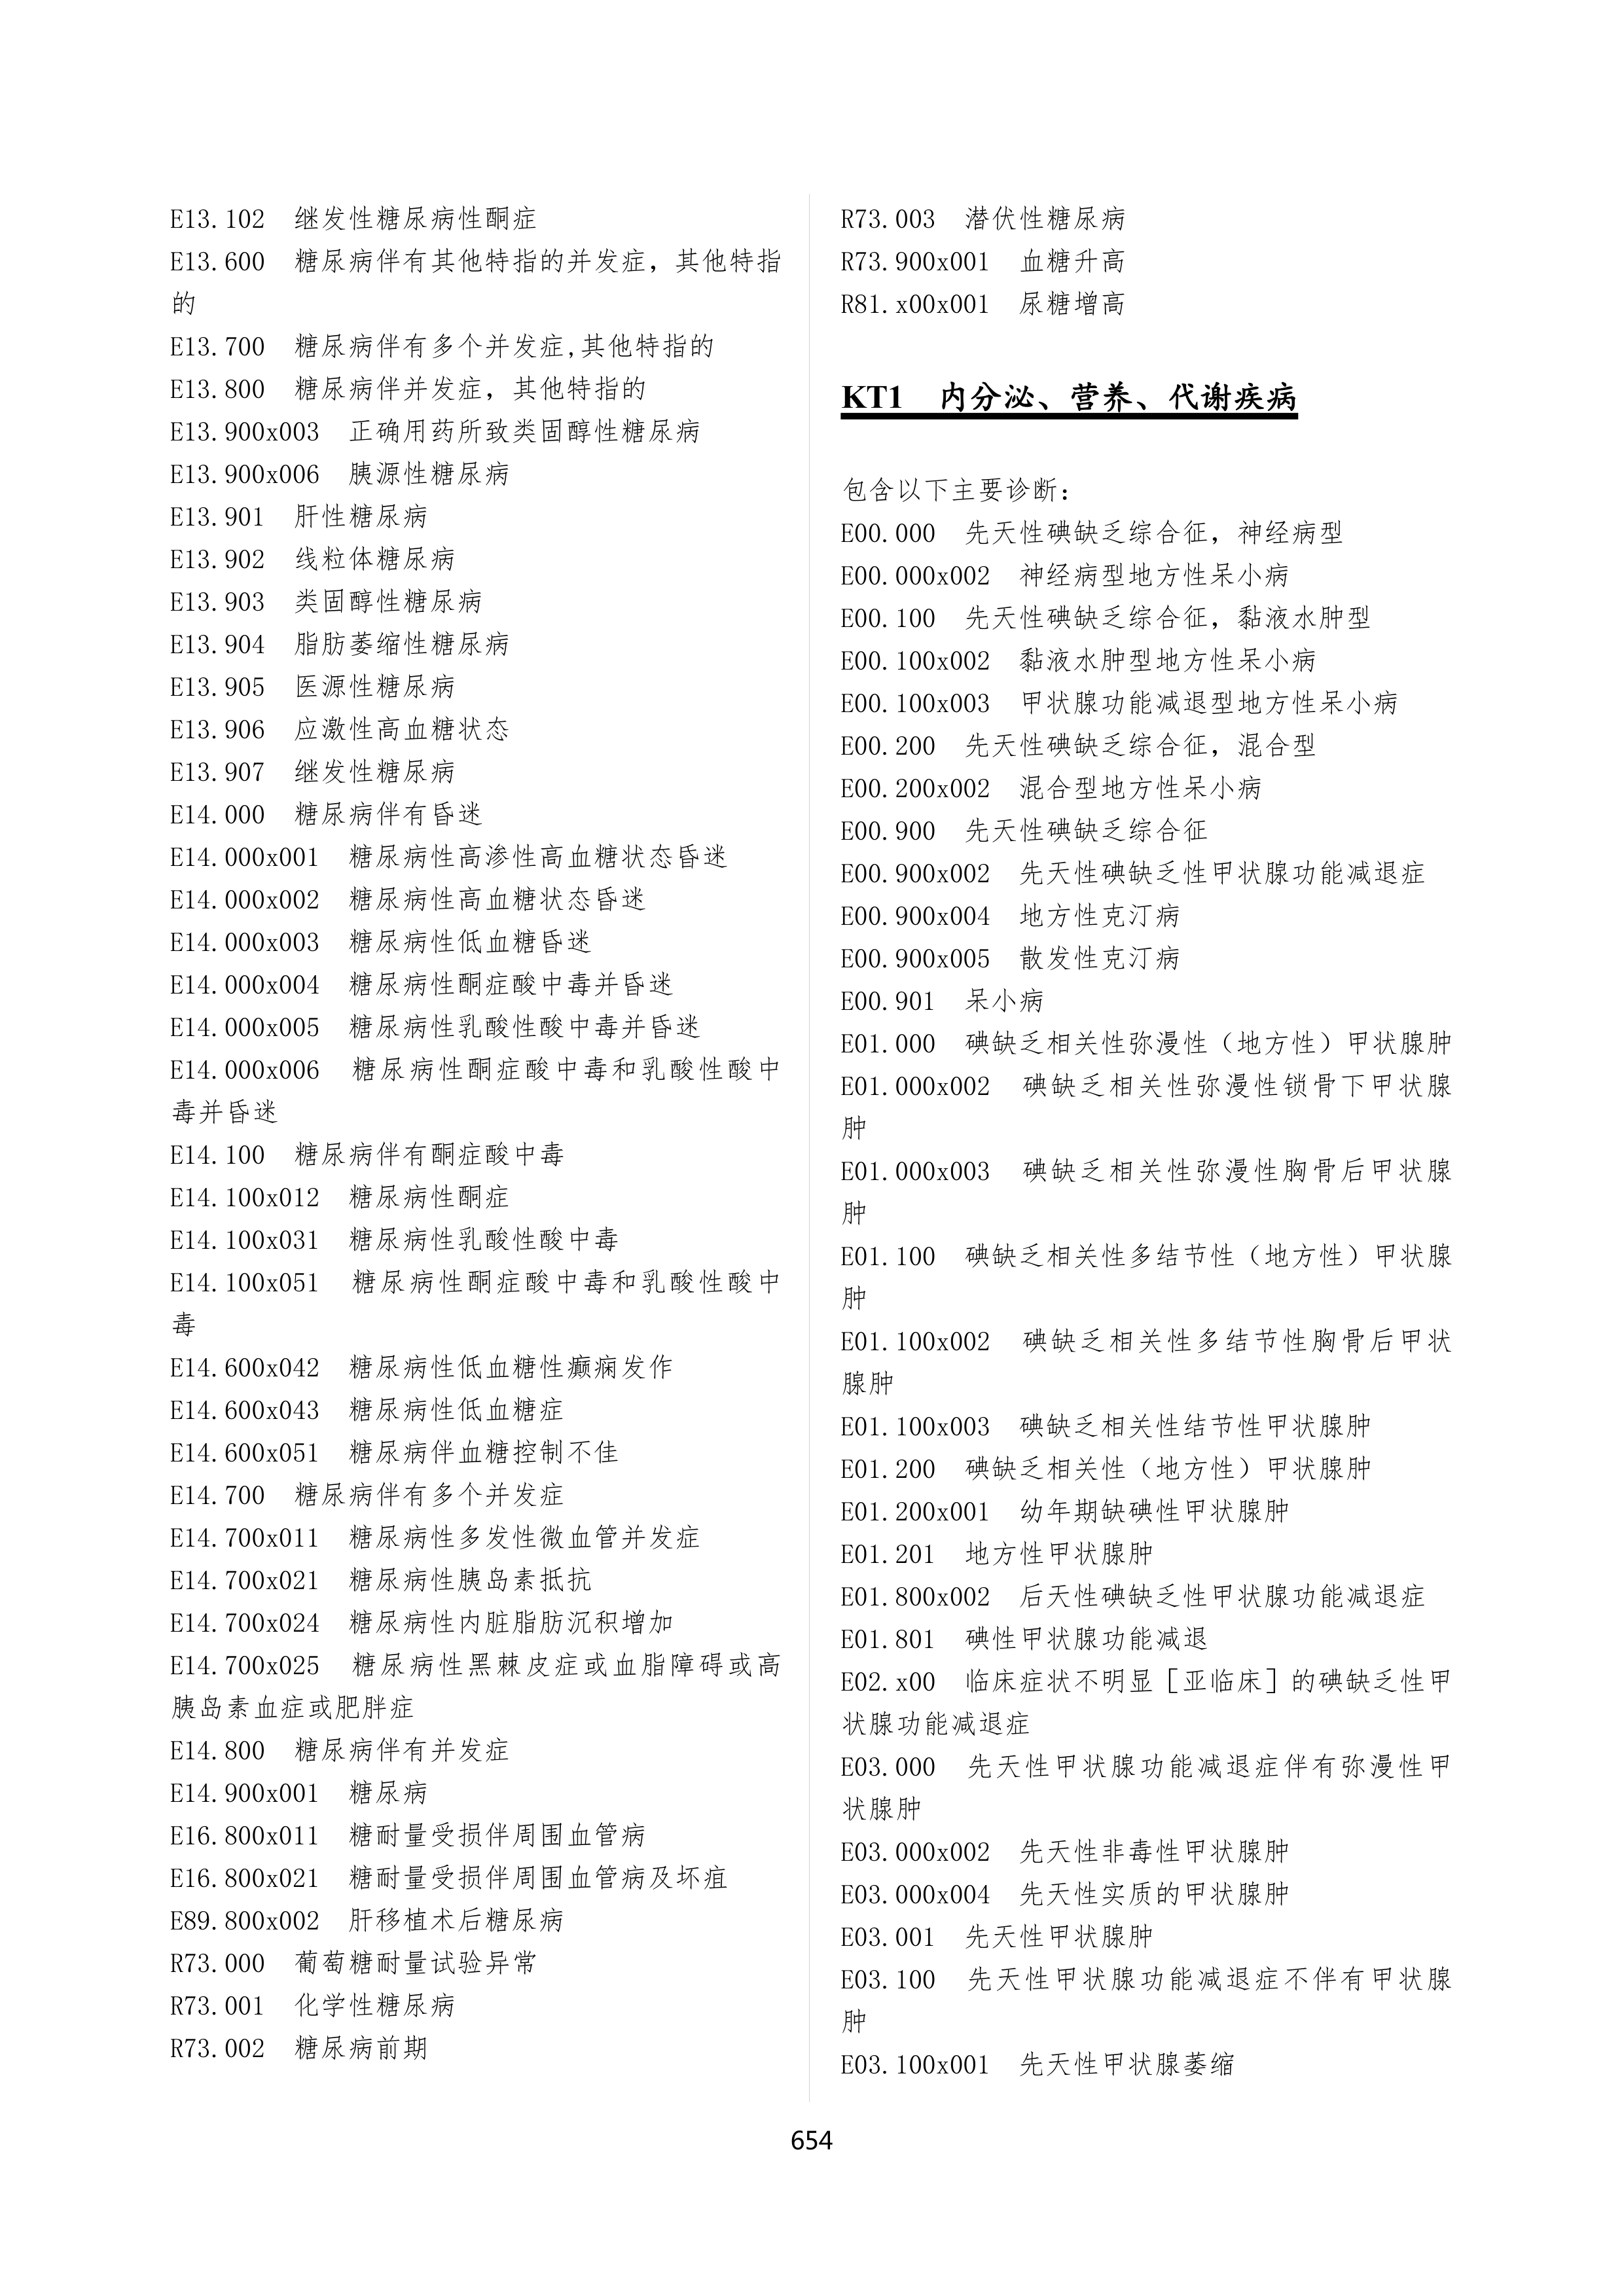 E13.102　继发性糖尿病性酮症
E13.600　糖尿病伴有其他特指的并发症，其他特指
的
E13.700　糖尿病伴有多个并发症,其他特指的
E13.800　糖尿病伴并发症，其他特指的
E13.900x003　正确用药所致类固醇性糖尿病
E13.900x006　胰源性糖尿病
E13.901　肝性糖尿病
E13.902　线粒体糖尿病
E13.903　类固醇性糖尿病
E13.904　脂肪萎缩性糖尿病
E13.905　医源性糖尿病
E13.906　应激性高血糖状态
E13.907　继发性糖尿病
E14.000　糖尿病伴有昏迷
E14.000x001　糖尿病性高渗性高血糖状态昏迷
E14.000x002　糖尿病性高血糖状态昏迷
E14.000x003　糖尿病性低血糖昏迷
E14.000x004　糖尿病性酮症酸中毒并昏迷
E14.000x005　糖尿病性乳酸性酸中毒并昏迷
E14.000x006　糖尿病性酮症酸中毒和乳酸性酸中
毒并昏迷
E14.100　糖尿病伴有酮症酸中毒
E14.100x012　糖尿病性酮症
E14.100x031　糖尿病性乳酸性酸中毒
E14.100x051　糖尿病性酮症酸中毒和乳酸性酸中
毒
E14.600x042　糖尿病性低血糖性癫痫发作
E14.600x043　糖尿病性低血糖症
E14.600x051　糖尿病伴血糖控制不佳
E14.700　糖尿病伴有多个并发症
E14.700x011　糖尿病性多发性微血管并发症
E14.700x021　糖尿病性胰岛素抵抗
E14.700x024　糖尿病性内脏脂肪沉积增加
E14.700x025　糖尿病性黑棘皮症或血脂障碍或高
胰岛素血症或肥胖症
E14.800　糖尿病伴有并发症
E14.900x001　糖尿病
E16.800x011　糖耐量受损伴周围血管病
E16.800x021　糖耐量受损伴周围血管病及坏疽
E89.800x002　肝移植术后糖尿病
R73.000　葡萄糖耐量试验异常
R73.001　化学性糖尿病
R73.002　糖尿病前期
R73.003　潜伏性糖尿病
R73.900x001　血糖升高
R81.x00x001　尿糖增高
KT1　内分泌、营养、代谢疾病
包含以下主要诊断：
E00.000　先天性碘缺乏综合征，神经病型
E00.000x002　神经病型地方性呆小病
E00.100　先天性碘缺乏综合征，黏液水肿型
E00.100x002　黏液水肿型地方性呆小病
E00.100x003　甲状腺功能减退型地方性呆小病
E00.200　先天性碘缺乏综合征，混合型
E00.200x002　混合型地方性呆小病
E00.900　先天性碘缺乏综合征
E00.900x002　先天性碘缺乏性甲状腺功能减退症
E00.900x004　地方性克汀病
E00.900x005　散发性克汀病
E00.901　呆小病
E01.000　碘缺乏相关性弥漫性（地方性）甲状腺肿
E01.000x002　碘缺乏相关性弥漫性锁骨下甲状腺
肿
E01.000x003　碘缺乏相关性弥漫性胸骨后甲状腺
肿
E01.100　碘缺乏相关性多结节性（地方性）甲状腺
肿
E01.100x002　碘缺乏相关性多结节性胸骨后甲状
腺肿
E01.100x003　碘缺乏相关性结节性甲状腺肿
E01.200　碘缺乏相关性（地方性）甲状腺肿
E01.200x001　幼年期缺碘性甲状腺肿
E01.201　地方性甲状腺肿
E01.800x002　后天性碘缺乏性甲状腺功能减退症
E01.801　碘性甲状腺功能减退
E02.x00　临床症状不明显［亚临床］的碘缺乏性甲
状腺功能减退症
E03.000　先天性甲状腺功能减退症伴有弥漫性甲
状腺肿
E03.000x002　先天性非毒性甲状腺肿
E03.000x004　先天性实质的甲状腺肿
E03.001　先天性甲状腺肿
E03.100　先天性甲状腺功能减退症不伴有甲状腺
肿
E03.100x001　先天性甲状腺萎缩
654